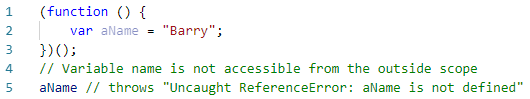 1 (function () {
2     var aName = "Barry";
3 })();
4 // Variable name is not accessible from the outside scope
5 aName // throws "Uncaught ReferenceError: aName is not defined"